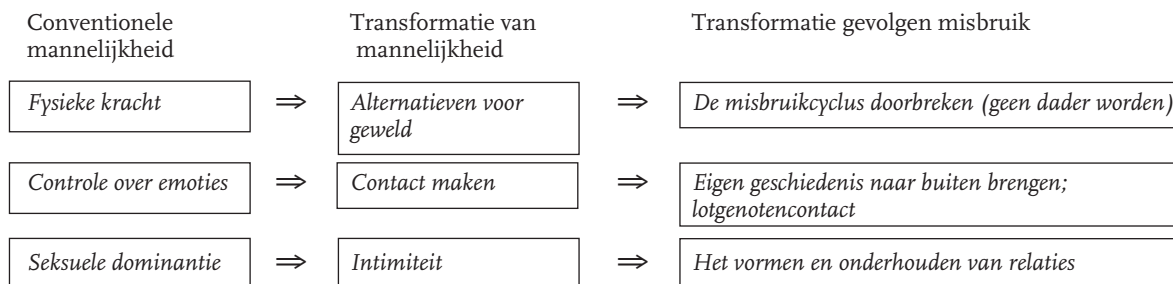 Conventionele mannelijkheid
Transformatie van mannelijkheid
Transformatie gevolgen misbruik
Fysieke kracht ⇒ Alternatieven voor geweld ⇒ De misbruikcyclus doorbreken (geen dader worden)
Controle over emoties ⇒ Contact maken ⇒ Eigen geschiedenis naar buiten brengen; lotgenotencontact
Seksuele dominantie ⇒ Intimiteit ⇒ Het vormen en onderhouden van relaties